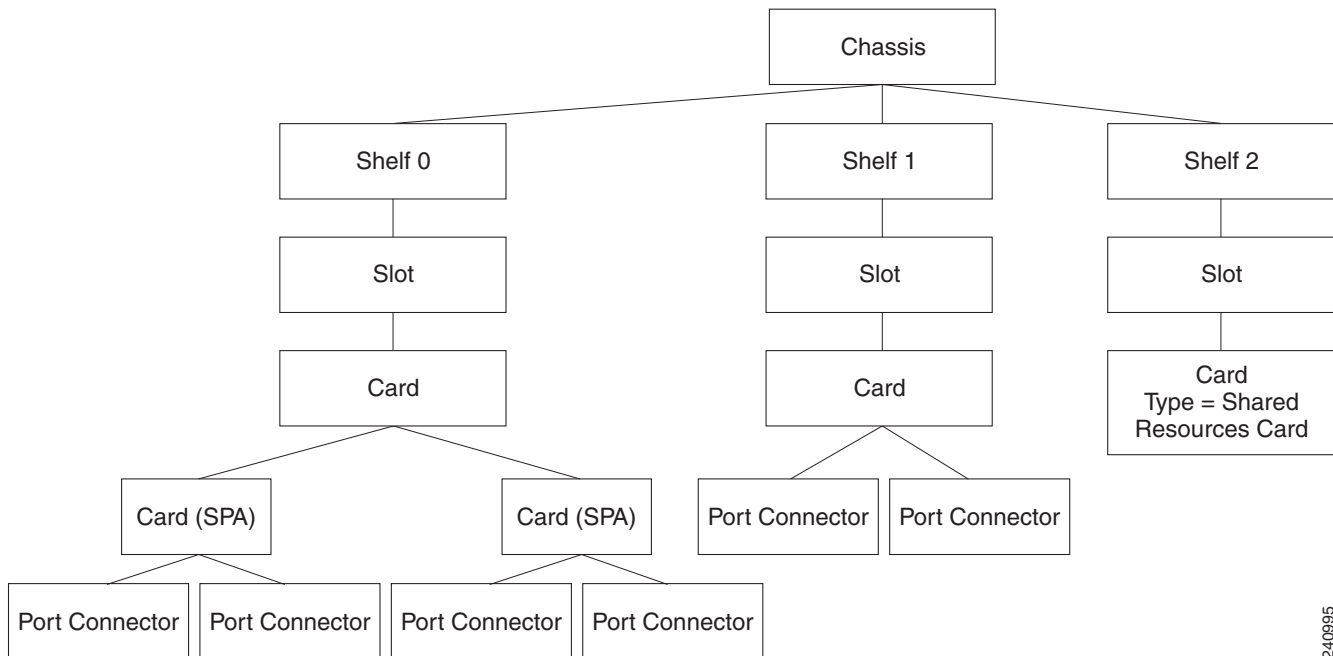 Chassis
Shelf 0
Shelf 1
Shelf 2
Slot
Slot
Slot
Card
Card
Card
Type = Shared
Resources Card
Card (SPA)
Card (SPA)
Port Connector
Port Connector
Port Connector
Port Connector
Port Connector
Port Connector
240995